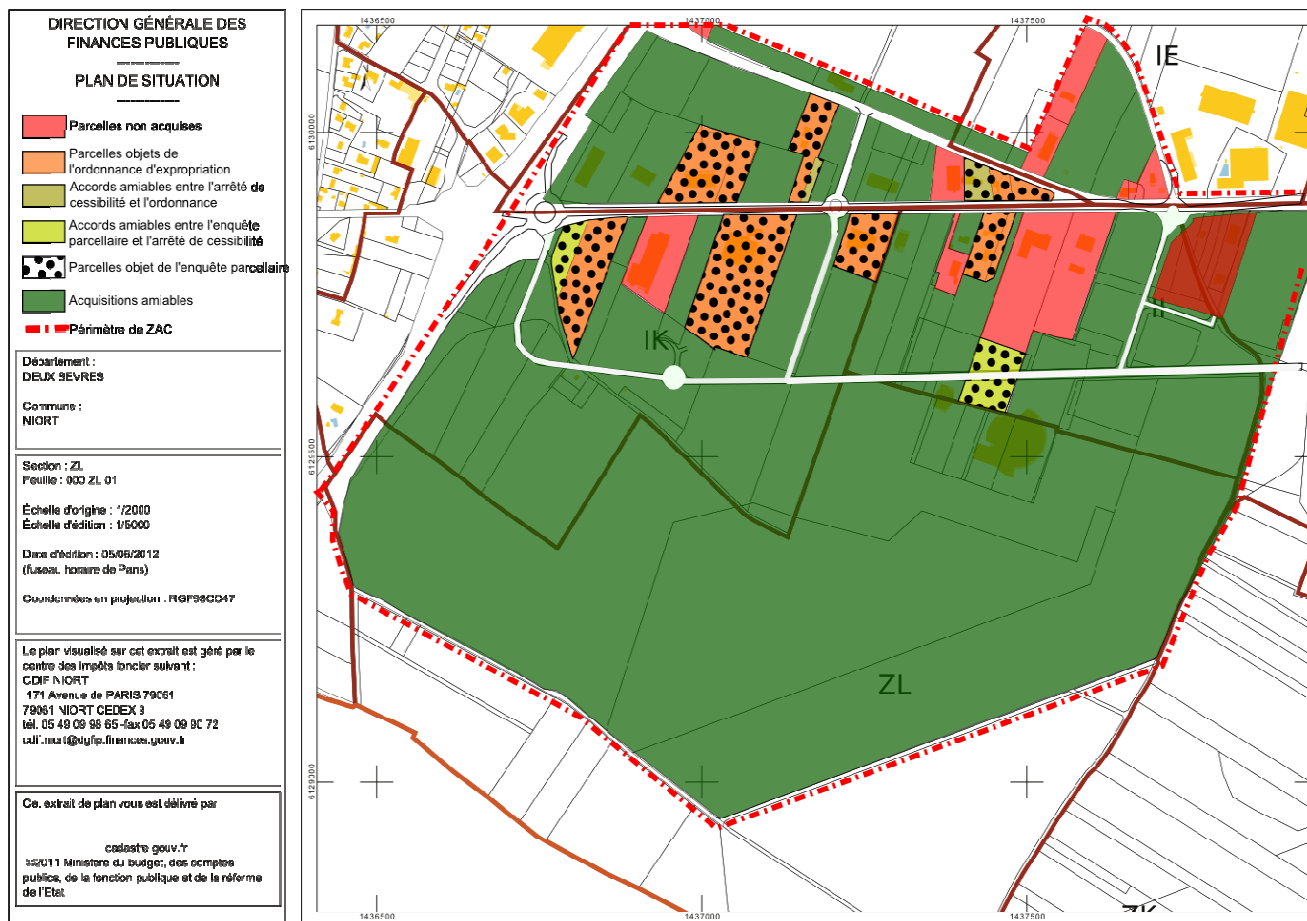 DIRECTION GÉNÉRALE DES
FINANCES PUBLIQUES
PLAN DE SITUATION
Parcelles non acquises
Parcelles objets de
l'ordonnance d'expropriation
Accords amiables entre l'arrêté de
cessibilité et l'ordonnance
Accords amiables entre l'enquête
parcellaire et l'arrêté de cessibilité
Parcelles objet de l'enquête parcellaire
Acquisitions amiables
Périmètre de ZAC
Département :
DEUX SEVRES
Commune :
NIORT
Section : ZL
Feuille : 000 ZL 01
Échelle d'origine : 1/2000
Échelle d'édition : 1/5000
Date d'édition : 05/06/2012
(fuseau horaire de Paris)
Coordonnées en projection :
Le plan visualisé sur cet extrait est géré par le
centre des impôts foncier suivant :
CDIF NIORT
171 Avenue de PARIS 79061
79061 NIORT CEDEX 9
tél. 05 49 09 98 65 -fax 05 49 09 72
Cet extrait de plan vous est délivré par
cadastre.gouv.fr
©2011 Ministère du budget, des comptes
publics, de la fonction publique et de la réforme
de l'Etat
1436500
1437000
1437500
IE
6130000
IK
6129500
ZL
6129000
1436500
1437000
1437500